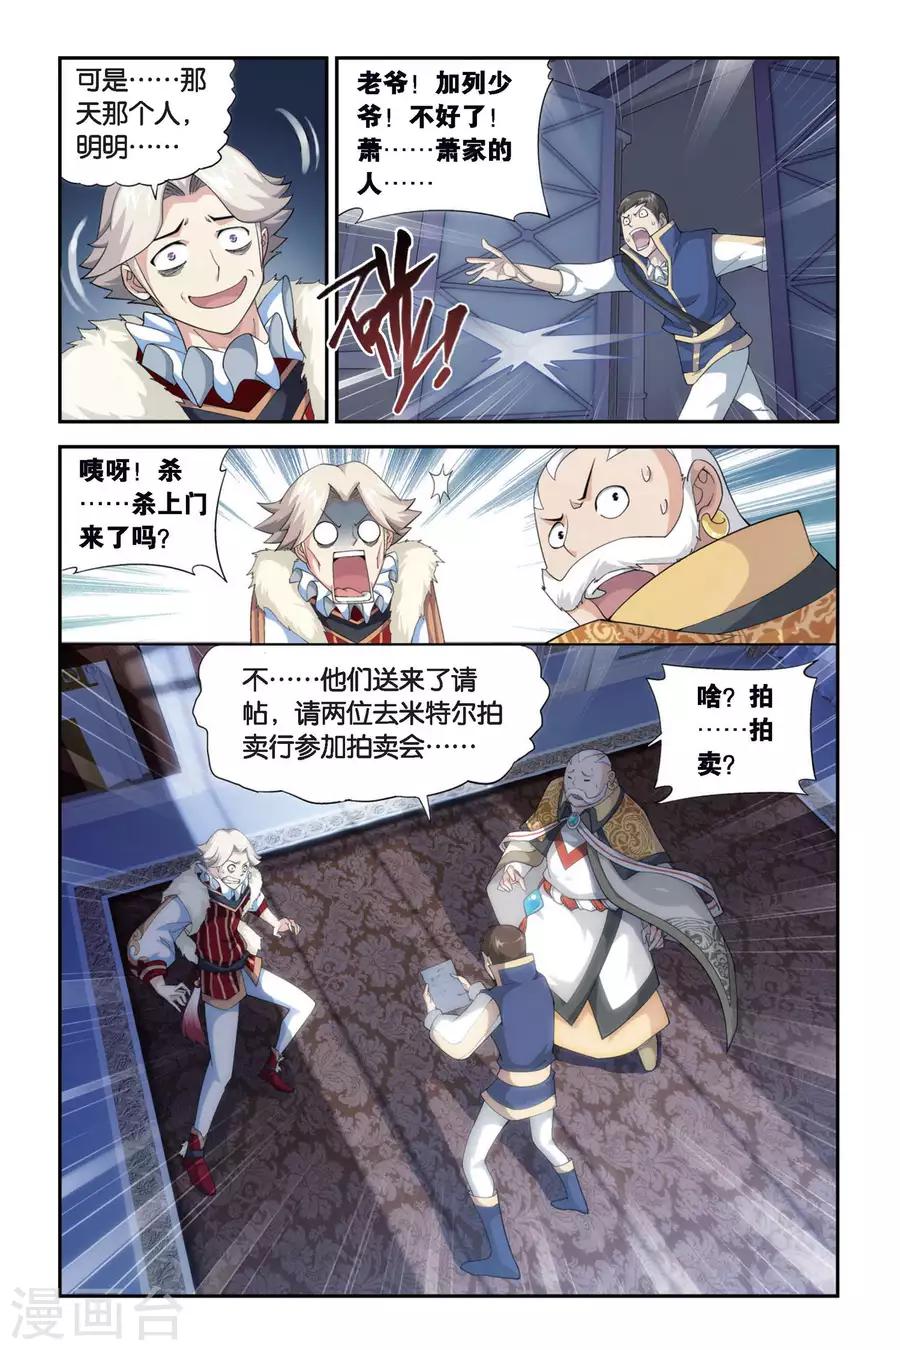 可是……那
天那个人，
明明……
老爷！加列少
爷！不好了！
萧……萧家的
人……
砰！
咦呀！杀
……杀上门
来了吗？
不……他们送来了请
帖，请两位去米特尔拍
卖行参加拍卖会……
啥？拍
……拍
卖？
漫画台